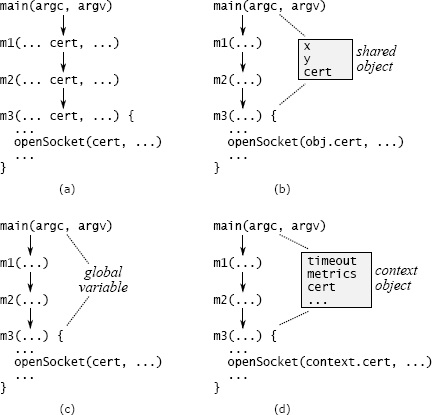 main(argc, argv)
m1(... cert, ...)
m2(... cert, ...)
m3(... cert, ...) {
...
openSocket(cert, ...)
...
}
(a)
main(argc, argv)
m1(...)
m2(...)
x
y
cert
shared
object
m3(...) {
...
openSocket(obj.cert, ...)
...
}
(b)
main(argc, argv)
m1(...)
m2(...)
global
variable
m3(...) {
...
openSocket(cert, ...)
...
}
(c)
main(argc, argv)
m1(...)
m2(...)
timeout
metrics
cert
...
context
object
m3(...) {
...
openSocket(context.cert, ...)
...
}
(d)